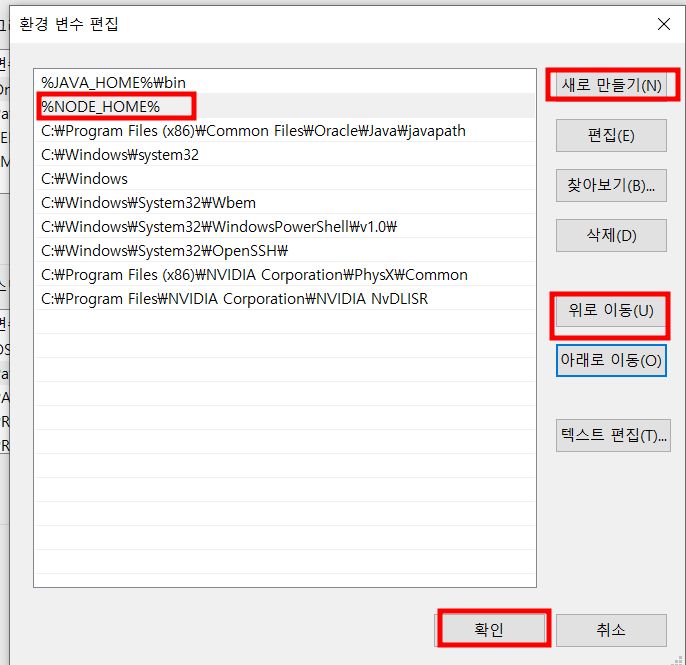 환경 변수 편집
%JAVA_HOME%₩bin
%NODE_HOME%
C:₩Program Files (x86)₩Common Files₩Oracle₩Java₩javapath
C:₩Windows₩system32
C:₩Windows
C:₩Windows₩System32₩Wbem
C:₩Windows₩System32₩WindowsPowerShell₩v1.0₩
C:₩Windows₩System32₩OpenSSH₩
C:₩Program Files (x86)₩NVIDIA Corporation₩PhysX₩Common
C:₩Program Files₩NVIDIA Corporation₩NVIDIA NvDLISR
새로 만들기(N)
편집(E)
찾아보기(B)...
삭제(D)
위로 이동(U)
아래로 이동(O)
텍스트 편집(T)...
확인
취소